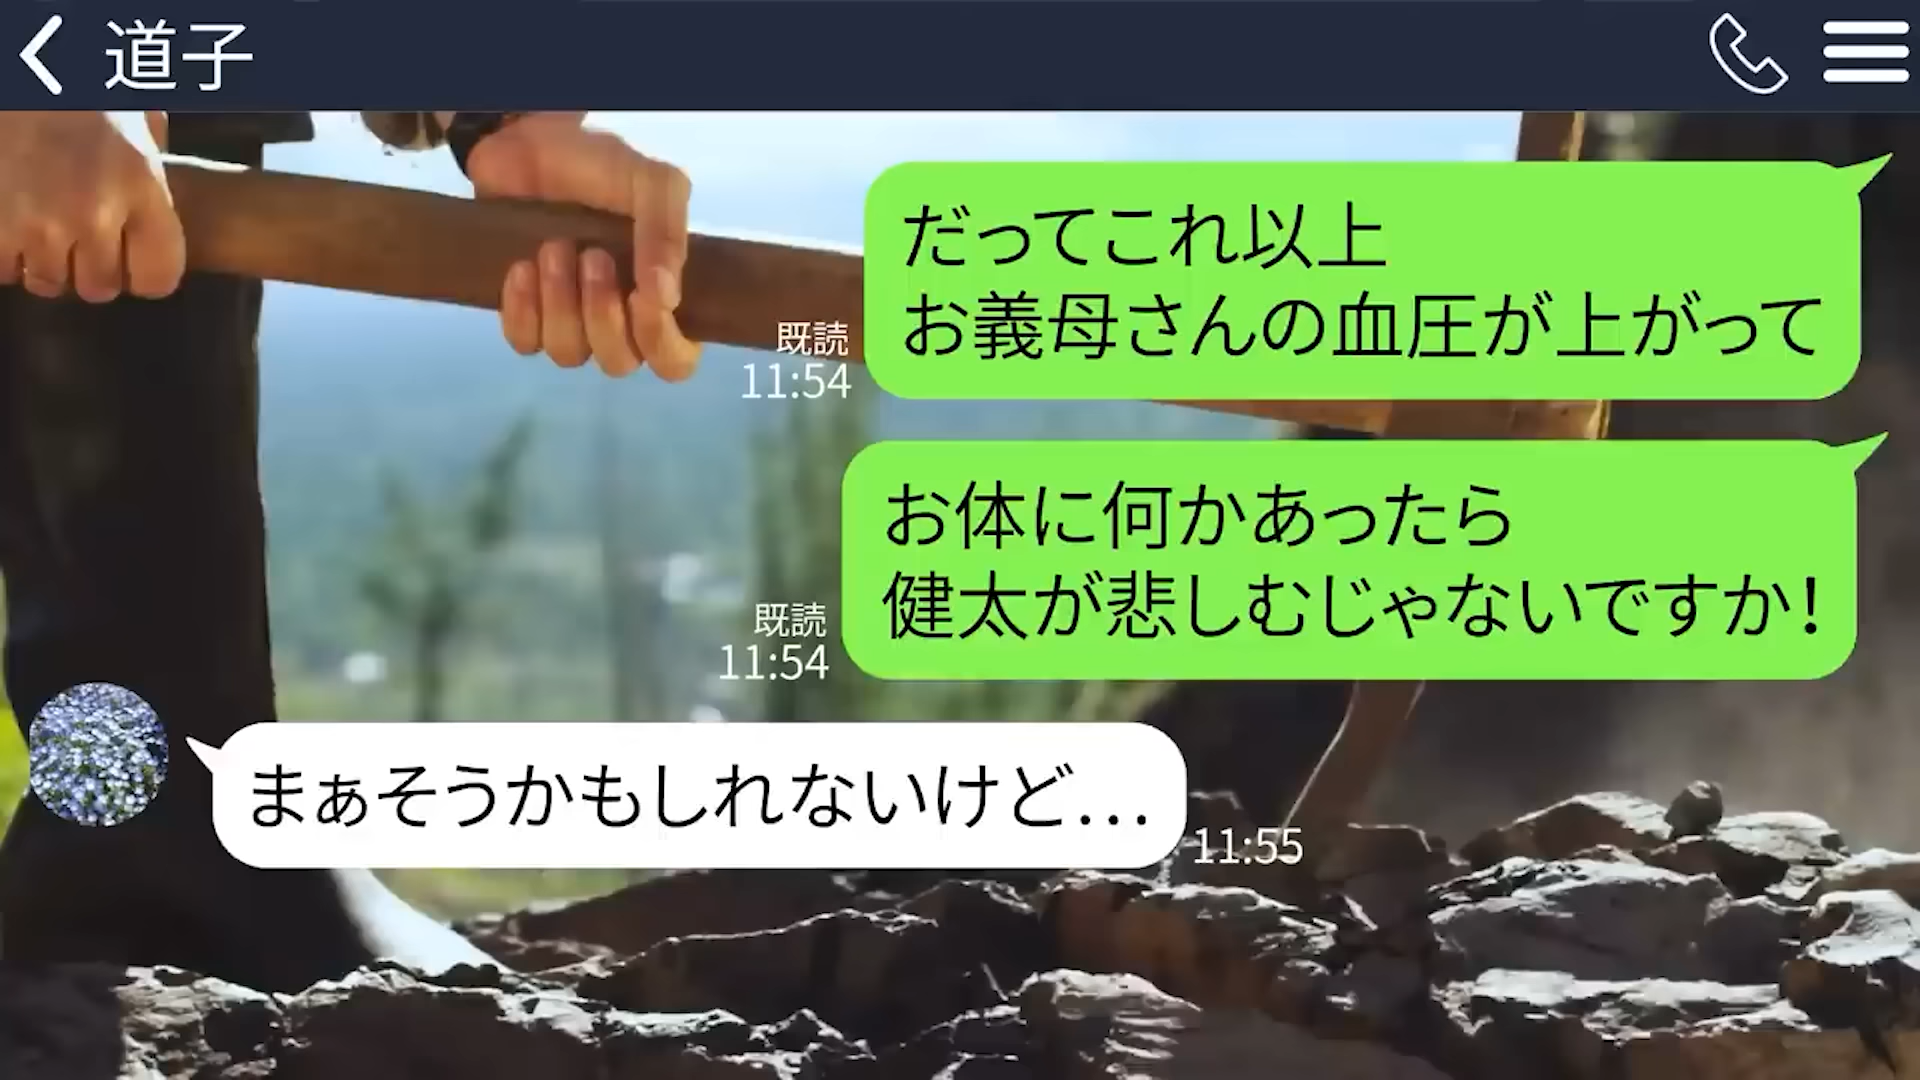 道子
だってこれ以上
お義母さんの血圧が上がって
既読
11:54
お体に何かあったら
健太が悲しむじゃないですか!
既読
11:54
まぁそうかもしれないけど…
11:55